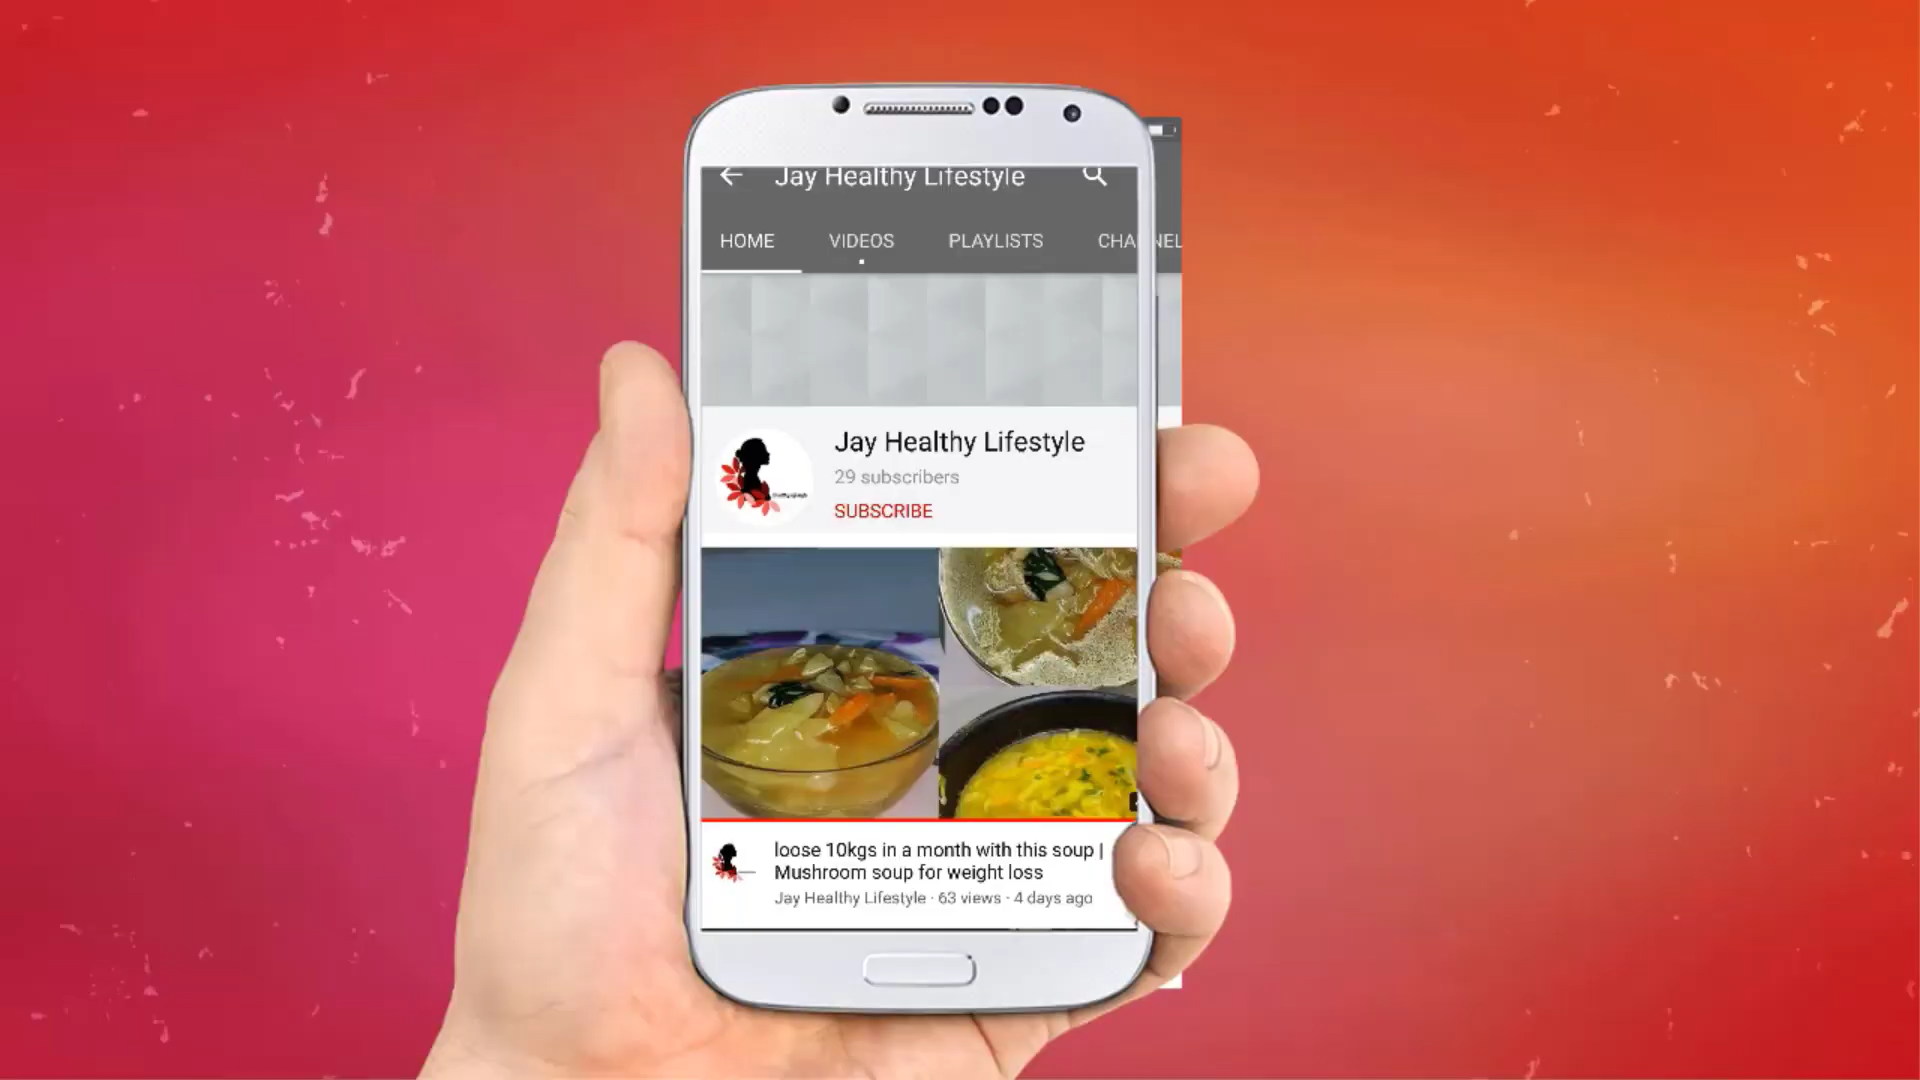 Jay Healthy Lifestyle
HOME VIDEOS PLAYLISTS CHANNEL
Jay Healthy Lifestyle
29 subscribers
SUBSCRIBE
loose 10kgs in a month with this soup |
Mushroom soup for weight loss
Jay Healthy Lifestyle · 63 views · 4 days ago